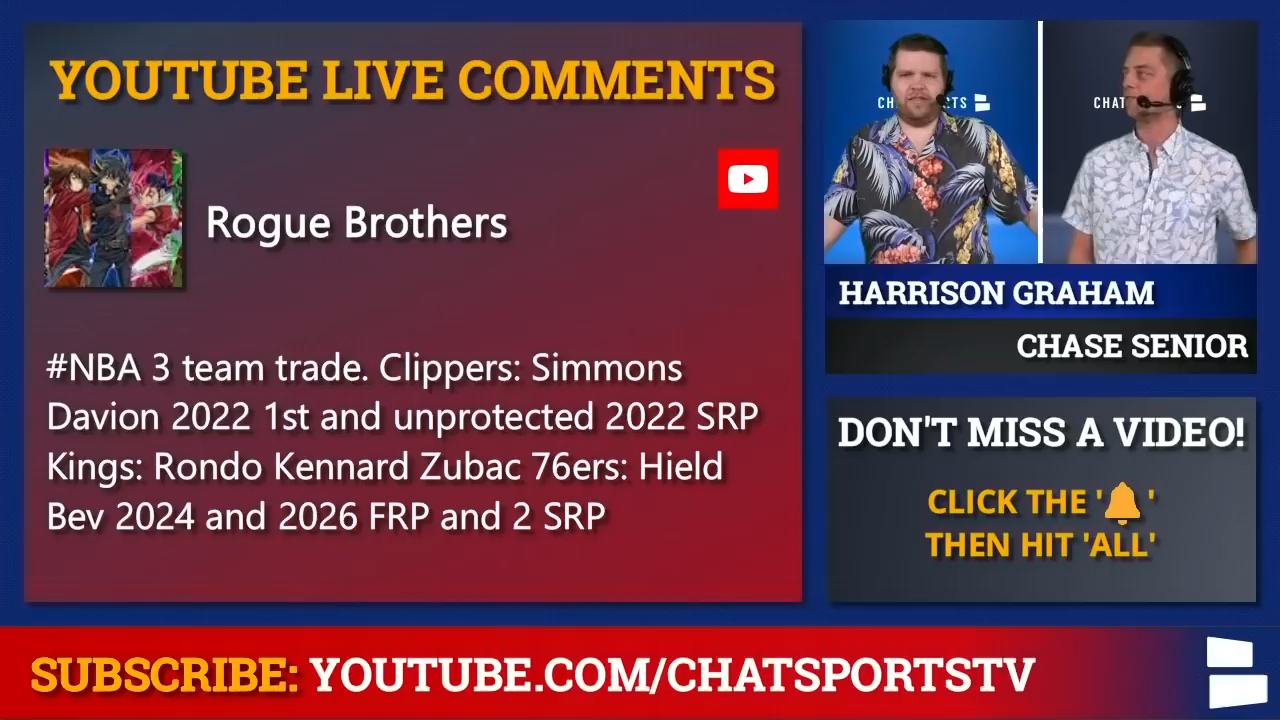 YOUTUBE LIVE COMMENTS
Rogue Brothers
#NBA 3 team trade. Clippers: Simmons
Davion 2022 1st and unprotected 2022 SRP
Kings: Rondo Kennard Zubac 76ers: Hield
Bev 2024 and 2026 FRP and 2 SRP
HARRISON GRAHAM
CHASE SENIOR
DON'T MISS A VIDEO!
CLICK THE '🔔'
THEN HIT 'ALL'
SUBSCRIBE: YOUTUBE.COM/CHATSPORTSTV